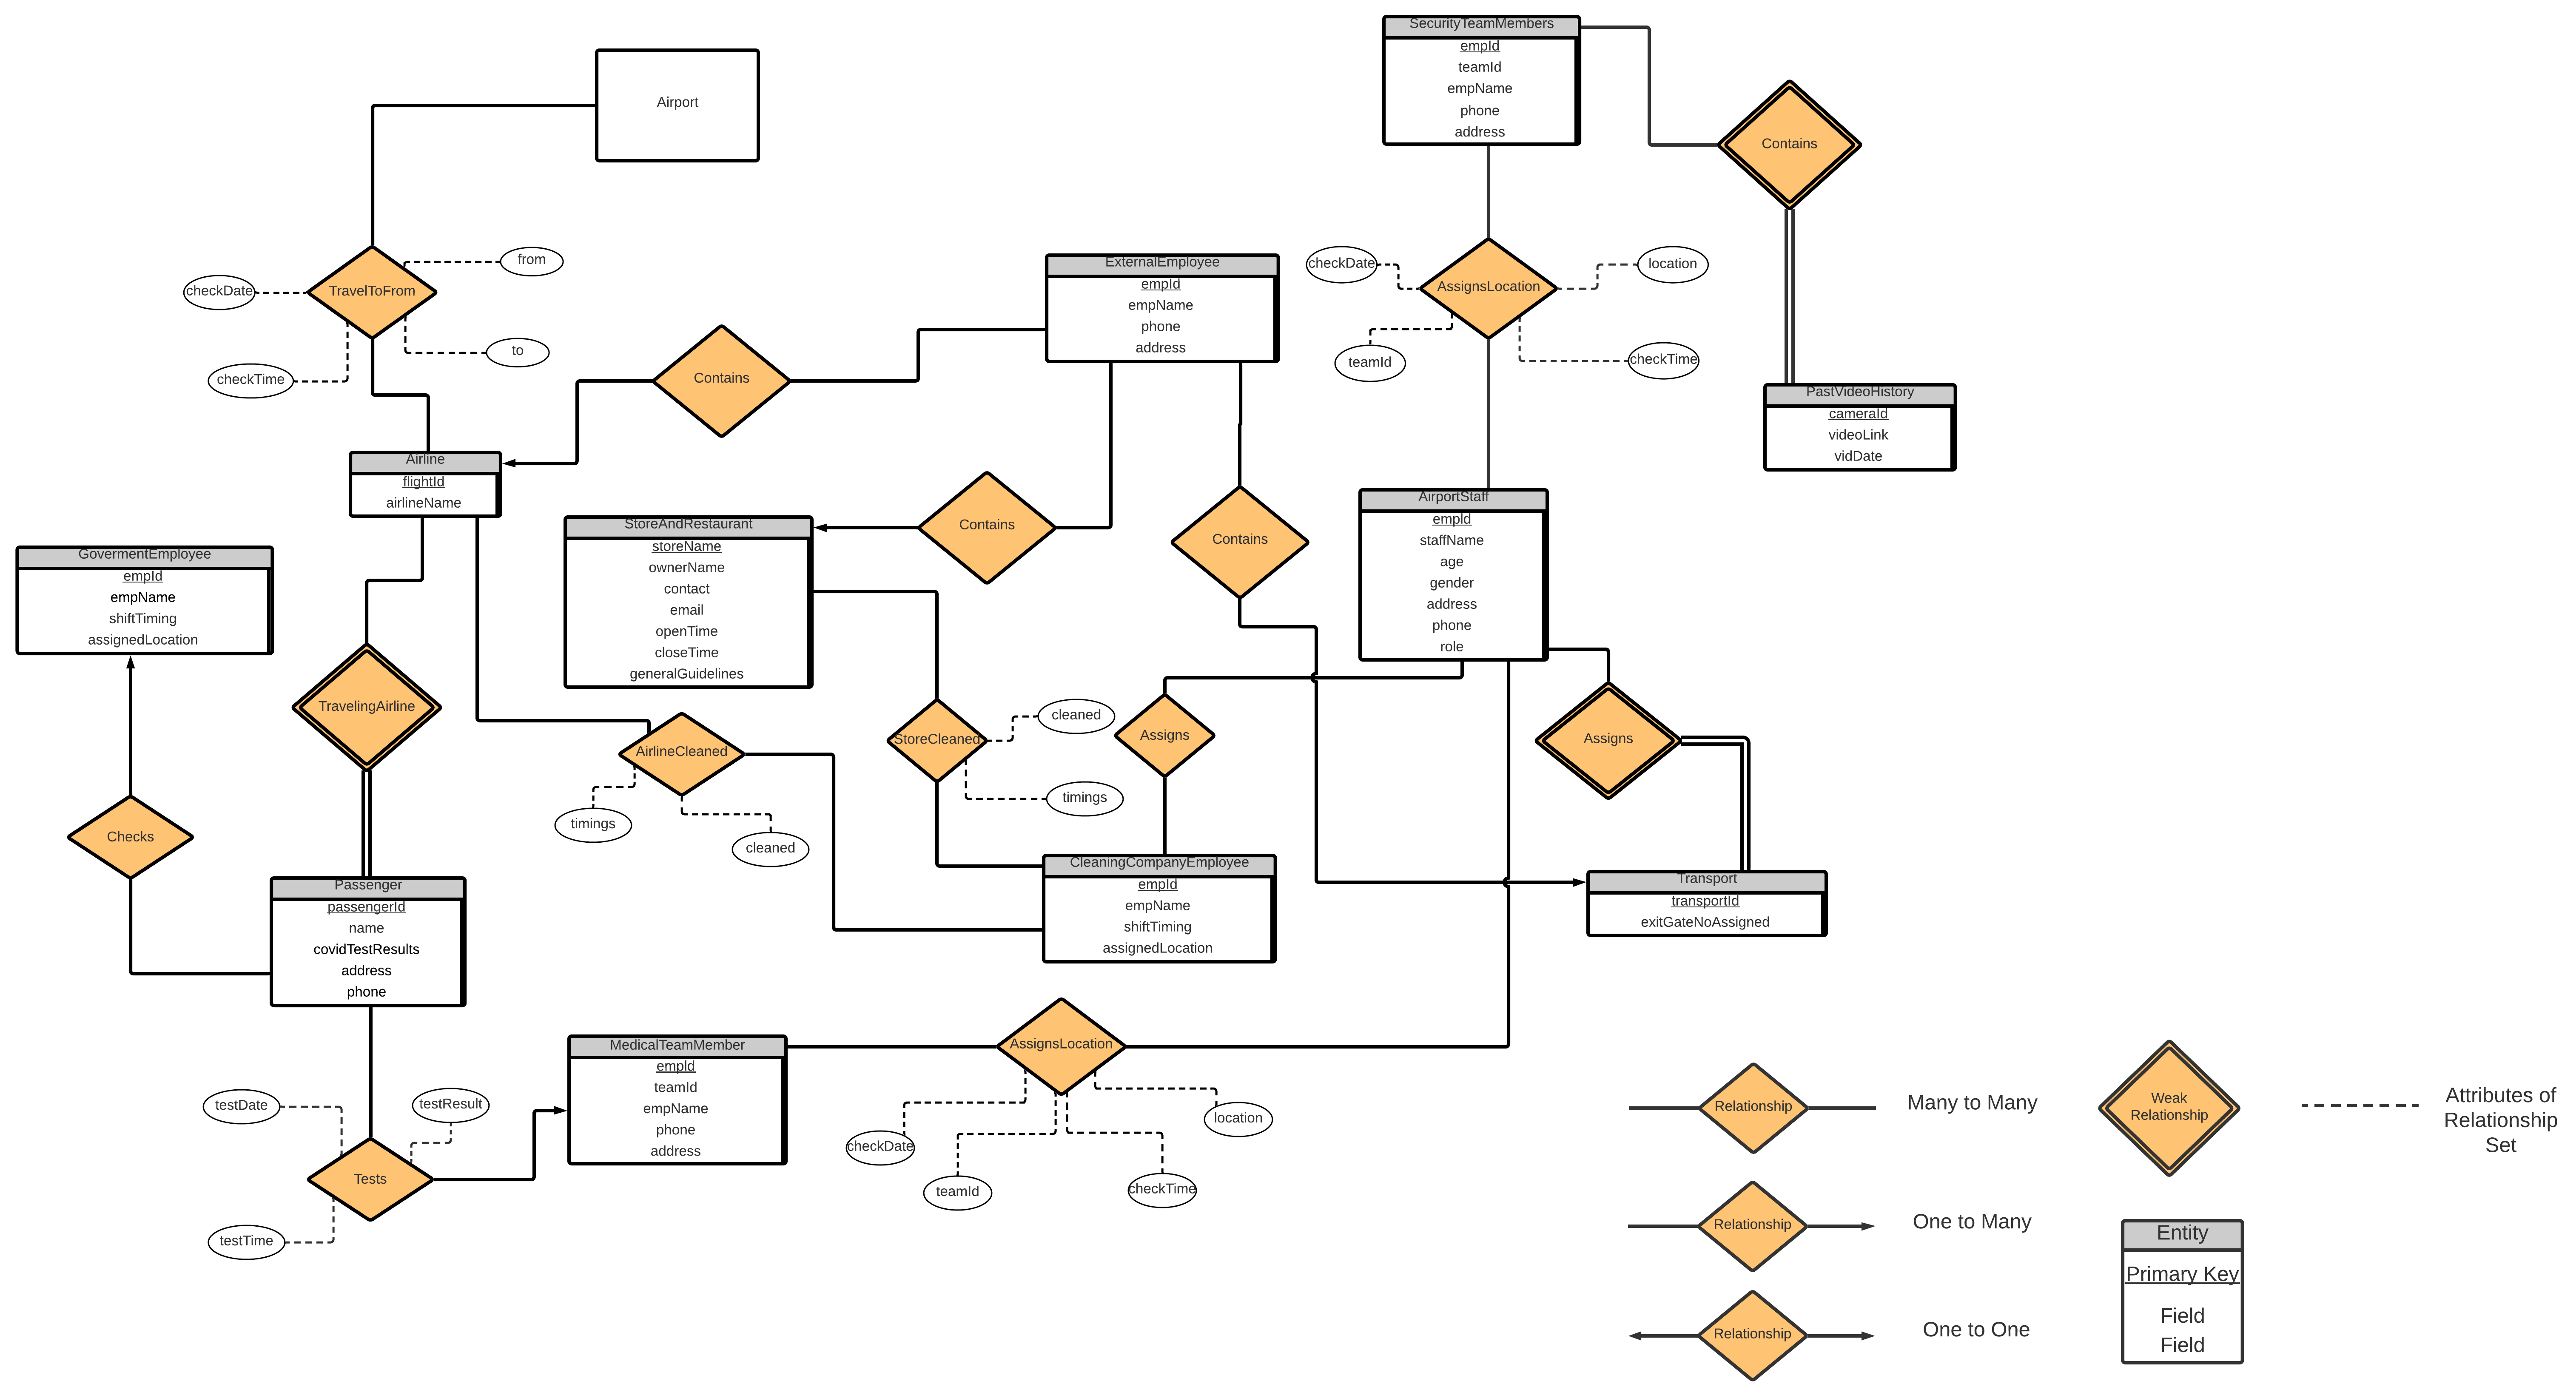 Airport
TravelToFrom
from
checkDate
to
checkTime
Contains
ExternalEmployee
empId
empName
phone
address
SecurityTeamMembers
empId
teamId
empName
phone
address
Contains
AssignsLocation
checkDate
location
teamId
checkTime
PastVideoHistory
cameraId
videoLink
vidDate
Airline
flightId
airlineName
StoreAndRestaurant
storeName
ownerName
contact
email
openTime
closeTime
generalGuidelines
Contains
Contains
AirportStaff
empId
staffName
age
gender
address
phone
role
GovermentEmployee
empId
empName
shiftTiming
assignedLocation
TravelingAirline
AirlineCleaned
timings
cleaned
StoreCleaned
cleaned
timings
Assigns
Assigns
Checks
Passenger
passengerId
name
covidTestResults
address
phone
CleaningCompanyEmployee
empId
empName
shiftTiming
assignedLocation
Transport
transportId
exitGateNoAssigned
MedicalTeamMember
empId
teamId
empName
phone
address
AssignsLocation
checkDate
location
teamId
checkTime
testDate
testResult
Tests
testTime
Relationship
Many to Many
Weak
Relationship
Attributes of
Relationship
Set
Relationship
One to Many
Relationship
One to One
Entity
Primary Key
Field
Field